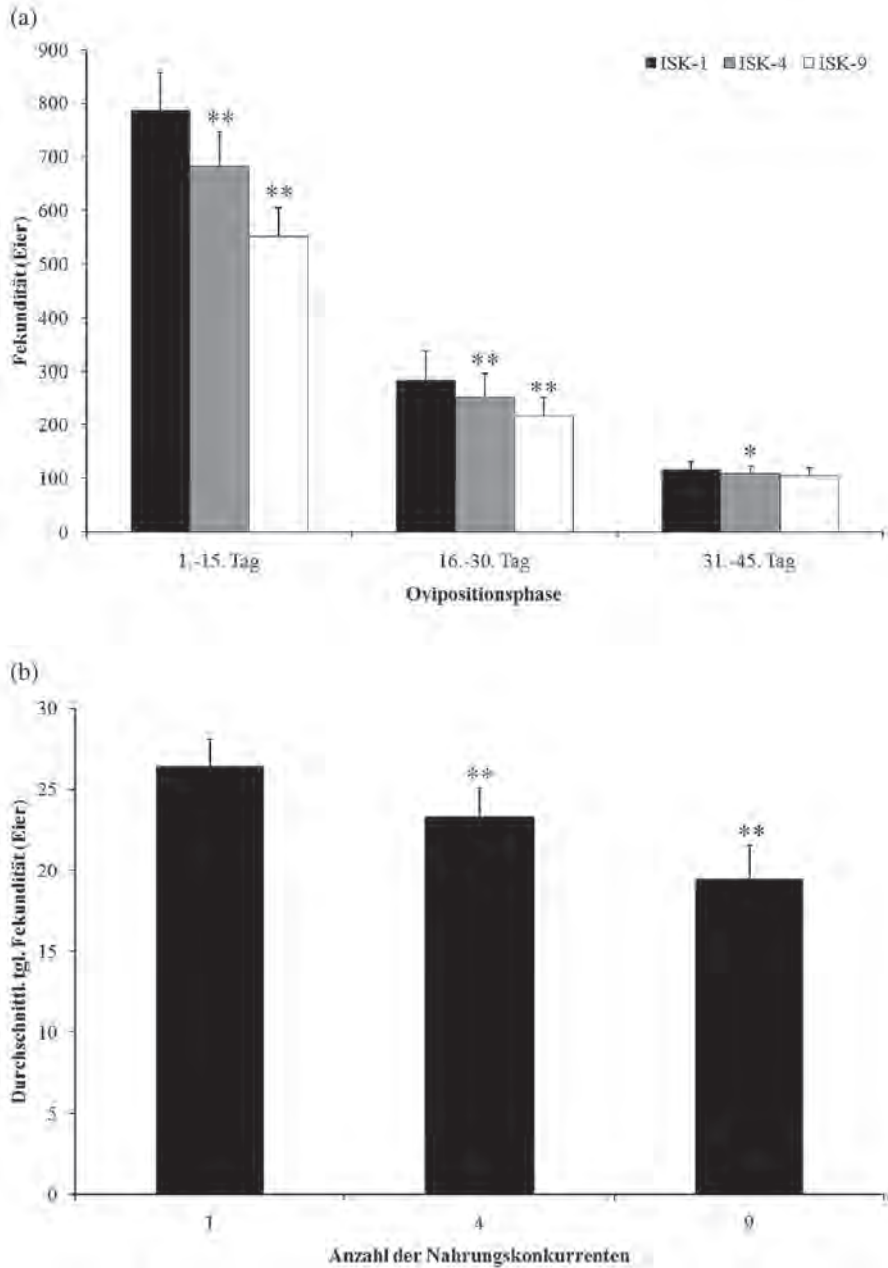 (a)
900
800
700
600
500
400
300
200
100
0
Fekundität (Eier)
ISK-1 ISK-4 ISK-9
**
**
**
**
*
1.-15. Tag 16.-30. Tag 31.-45. Tag
Ovipositionsphase
(b)
30
25
20
15
10
5
0
Durchschnittl. tgl. Fekundität (Eier)
**
**
1 4 9
Anzahl der Nahrungskonkurrenten